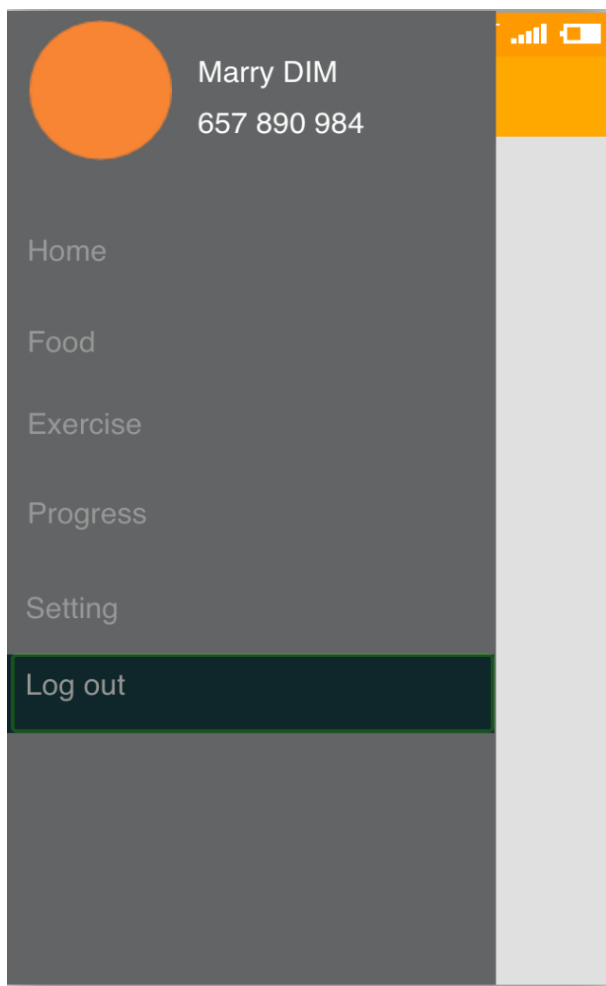 Marry DIM
657 890 984
Home
Food
Exercise
Progress
Setting
Log out